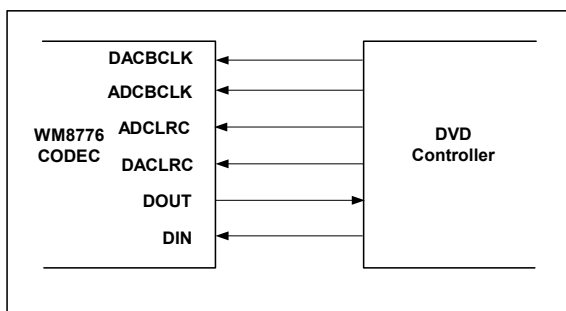 DACBCLK
ADCBCLK
ADCLRC
WM8776
CODEC
DACLRC
DOUT
DIN
DVD
Controller